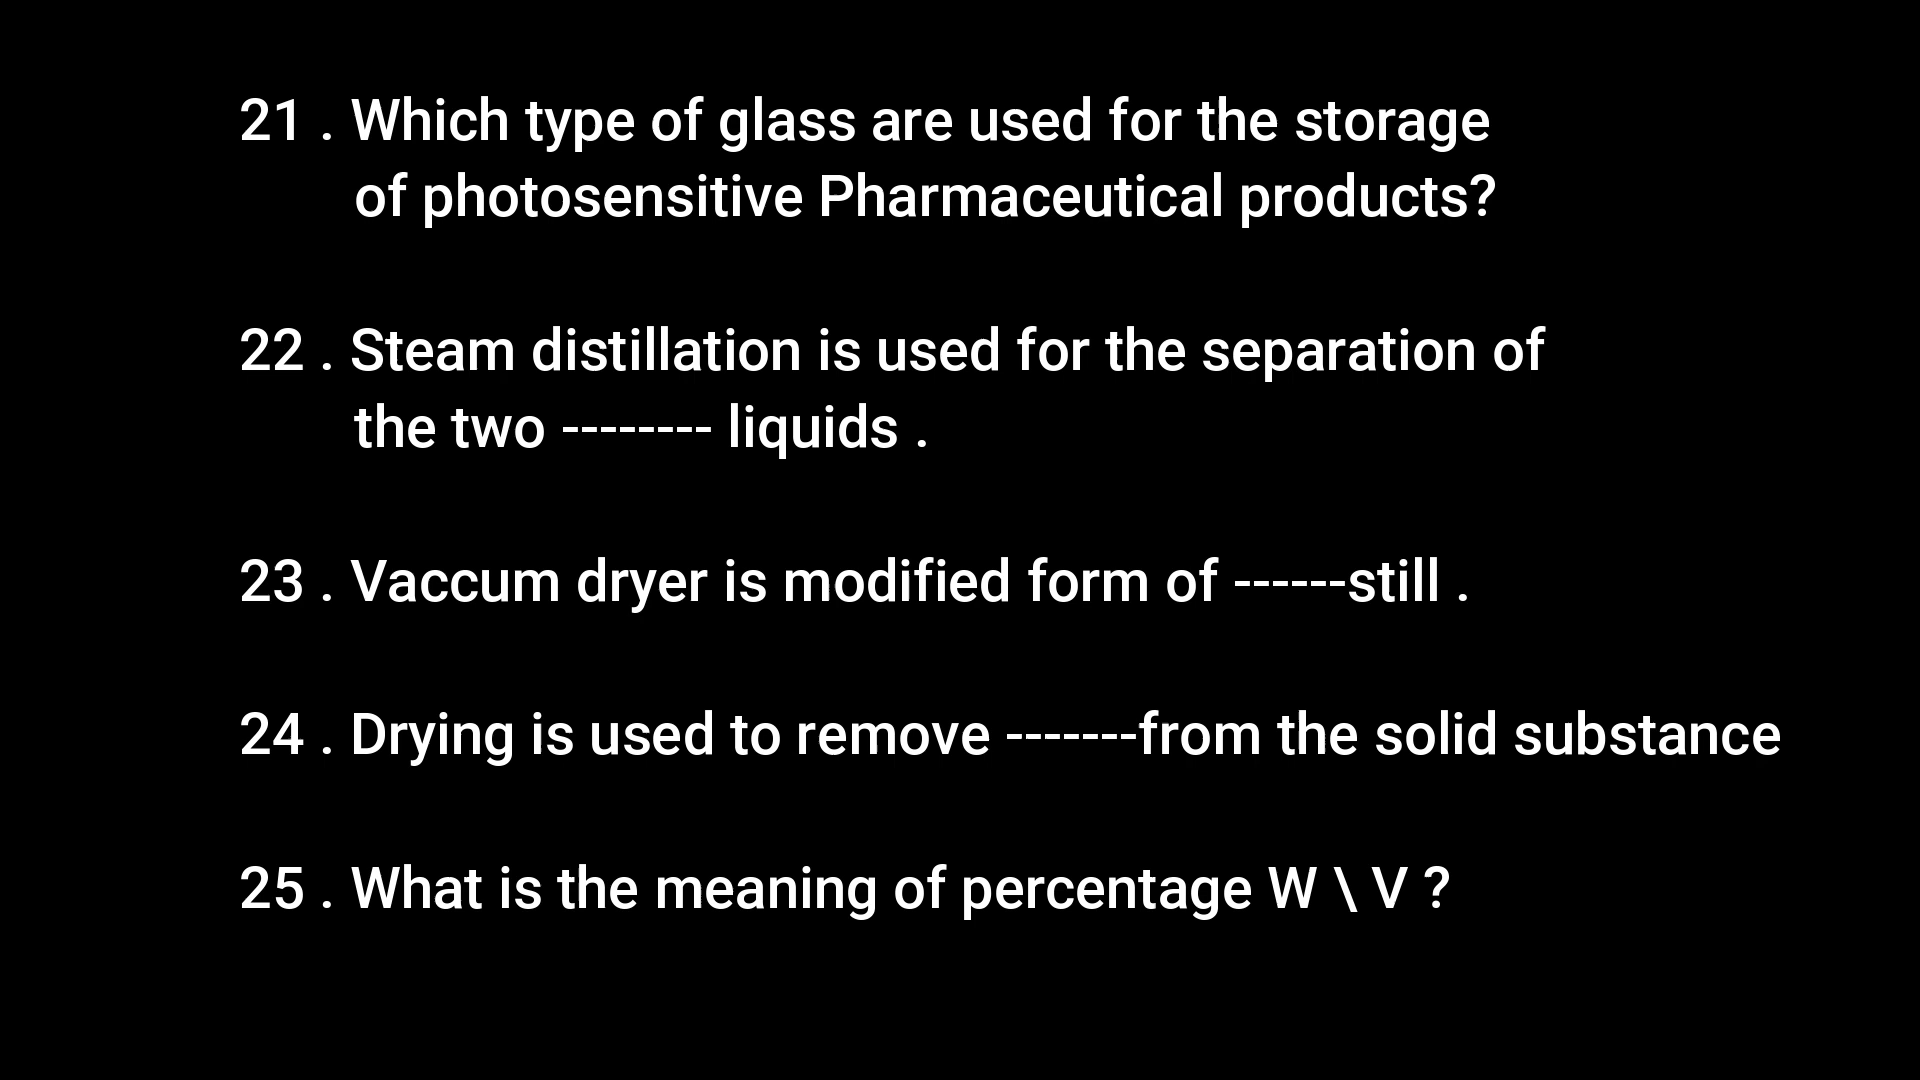 21 . Which type of glass are used for the storage
of photosensitive Pharmaceutical products?
22 . Steam distillation is used for the separation of
the two -------- liquids .
23 . Vaccum dryer is modified form of ------still .
24 . Drying is used to remove -------from the solid substance
25 . What is the meaning of percentage W \ V ?